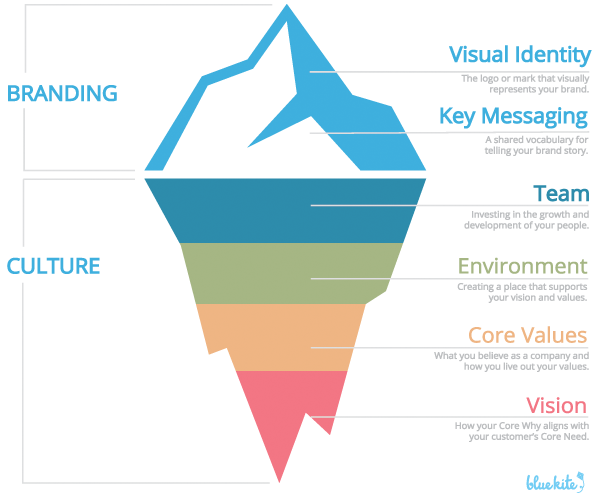 BRANDING
Visual Identity
The logo or mark that visually
represents your brand.
Key Messaging
A shared vocabulary for
telling your brand story.
CULTURE
Team
Investing in the growth and
development of your people.
Environment
Creating a place that supports
your vision and values.
Core Values
What you believe as a company and
how you live out your values.
Vision
How your Core Why aligns with
your customer's Core Need.
bluekite